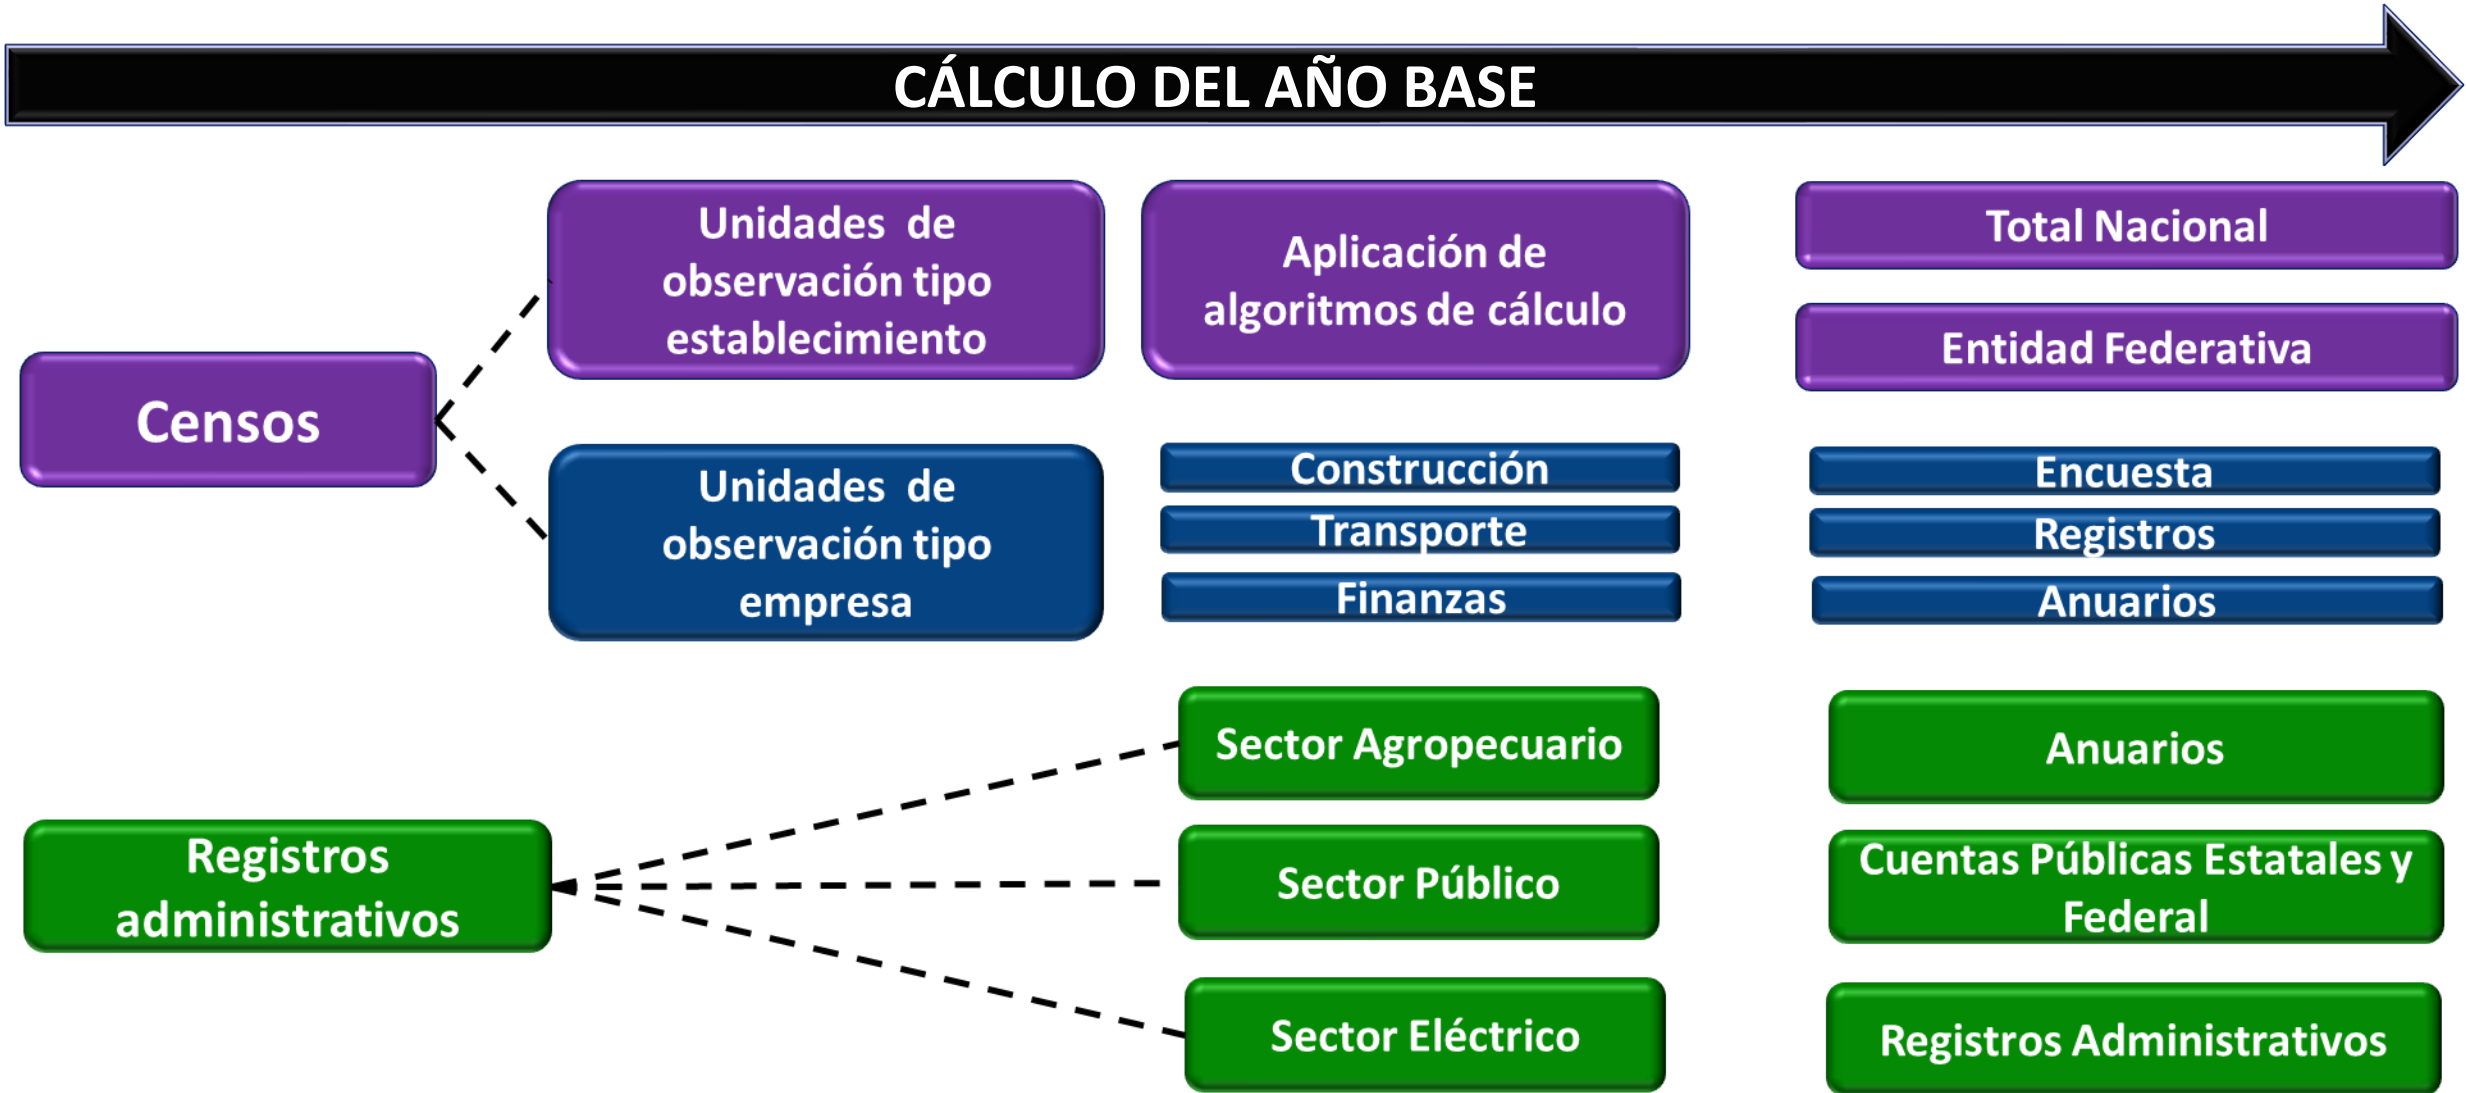 CÁLCULO DEL AÑO BASE
Censos
Unidades de
observación tipo
establecimiento
Aplicación de
algoritmos de cálculo
Total Nacional
Entidad Federativa
Unidades de
observación tipo
empresa
Construcción
Encuesta
Transporte
Registros
Finanzas
Anuarios
Registros
administrativos
Sector Agropecuario
Anuarios
Sector Público
Cuentas Públicas Estatales y
Federal
Sector Eléctrico
Registros Administrativos